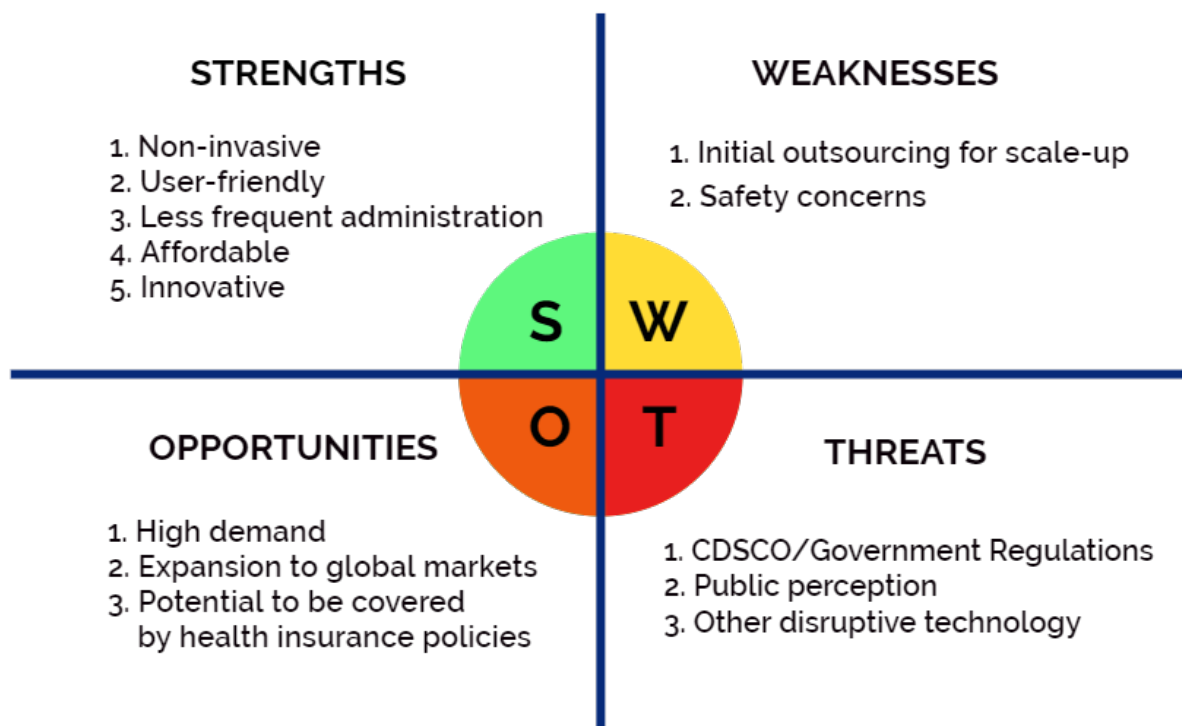 STRENGTHS
1. Non-invasive
2. User-friendly
3. Less frequent administration
4. Affordable
5. Innovative
WEAKNESSES
1. Initial outsourcing for scale-up
2. Safety concerns
S
W
O
T
OPPORTUNITIES
1. High demand
2. Expansion to global markets
3. Potential to be covered
by health insurance policies
THREATS
1. CDSCO/Government Regulations
2. Public perception
3. Other disruptive technology